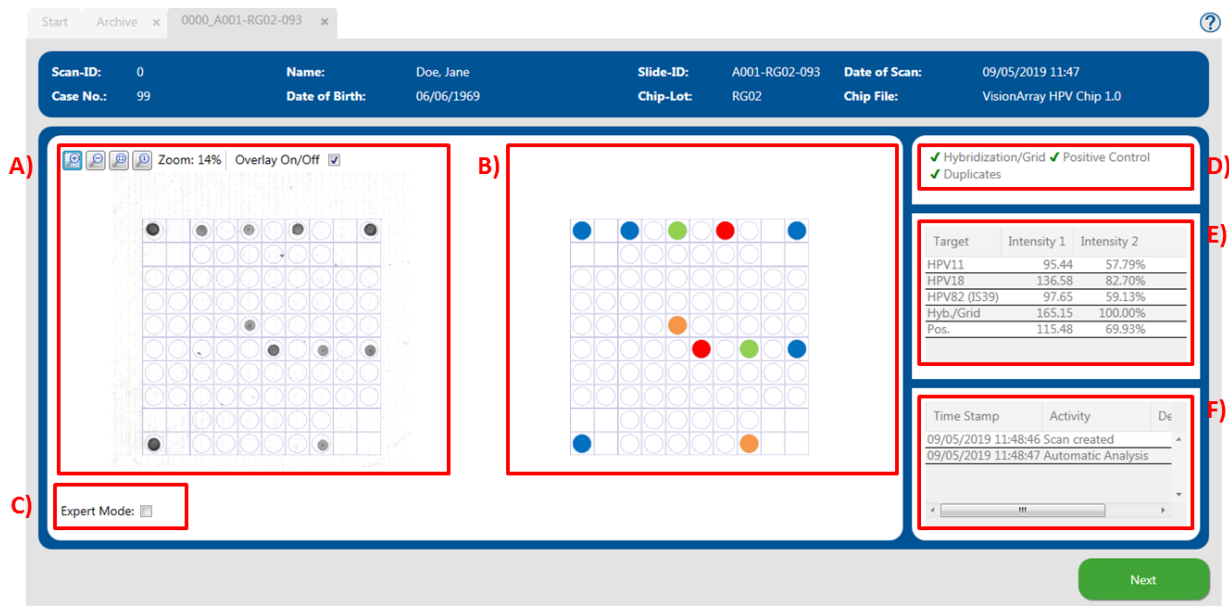 Start Archive × 0000_A001-RG02-093 ×
?
Scan-ID: 0 Name: Doe, Jane Slide-ID: A001-RG02-093 Date of Scan: 09/05/2019 11:47
Case No.: 99 Date of Birth: 06/06/1969 Chip-Lot: RG02 Chip File: VisionArray HPV Chip 1.0
A)
Zoom: 14% Overlay On/Off
B)
C)
Expert Mode:
D)
Hybridization/Grid Positive Control
Duplicates
E)
Target Intensity 1 Intensity 2
HPV11 95.44 57.79%
HPV18 136.58 82.70%
HPV82 (IS39) 97.65 59.13%
Hyb./Grid 165.15 100.00%
Pos. 115.48 69.93%
F)
Time Stamp Activity De
09/05/2019 11:48:46 Scan created
09/05/2019 11:48:47 Automatic Analysis
Next